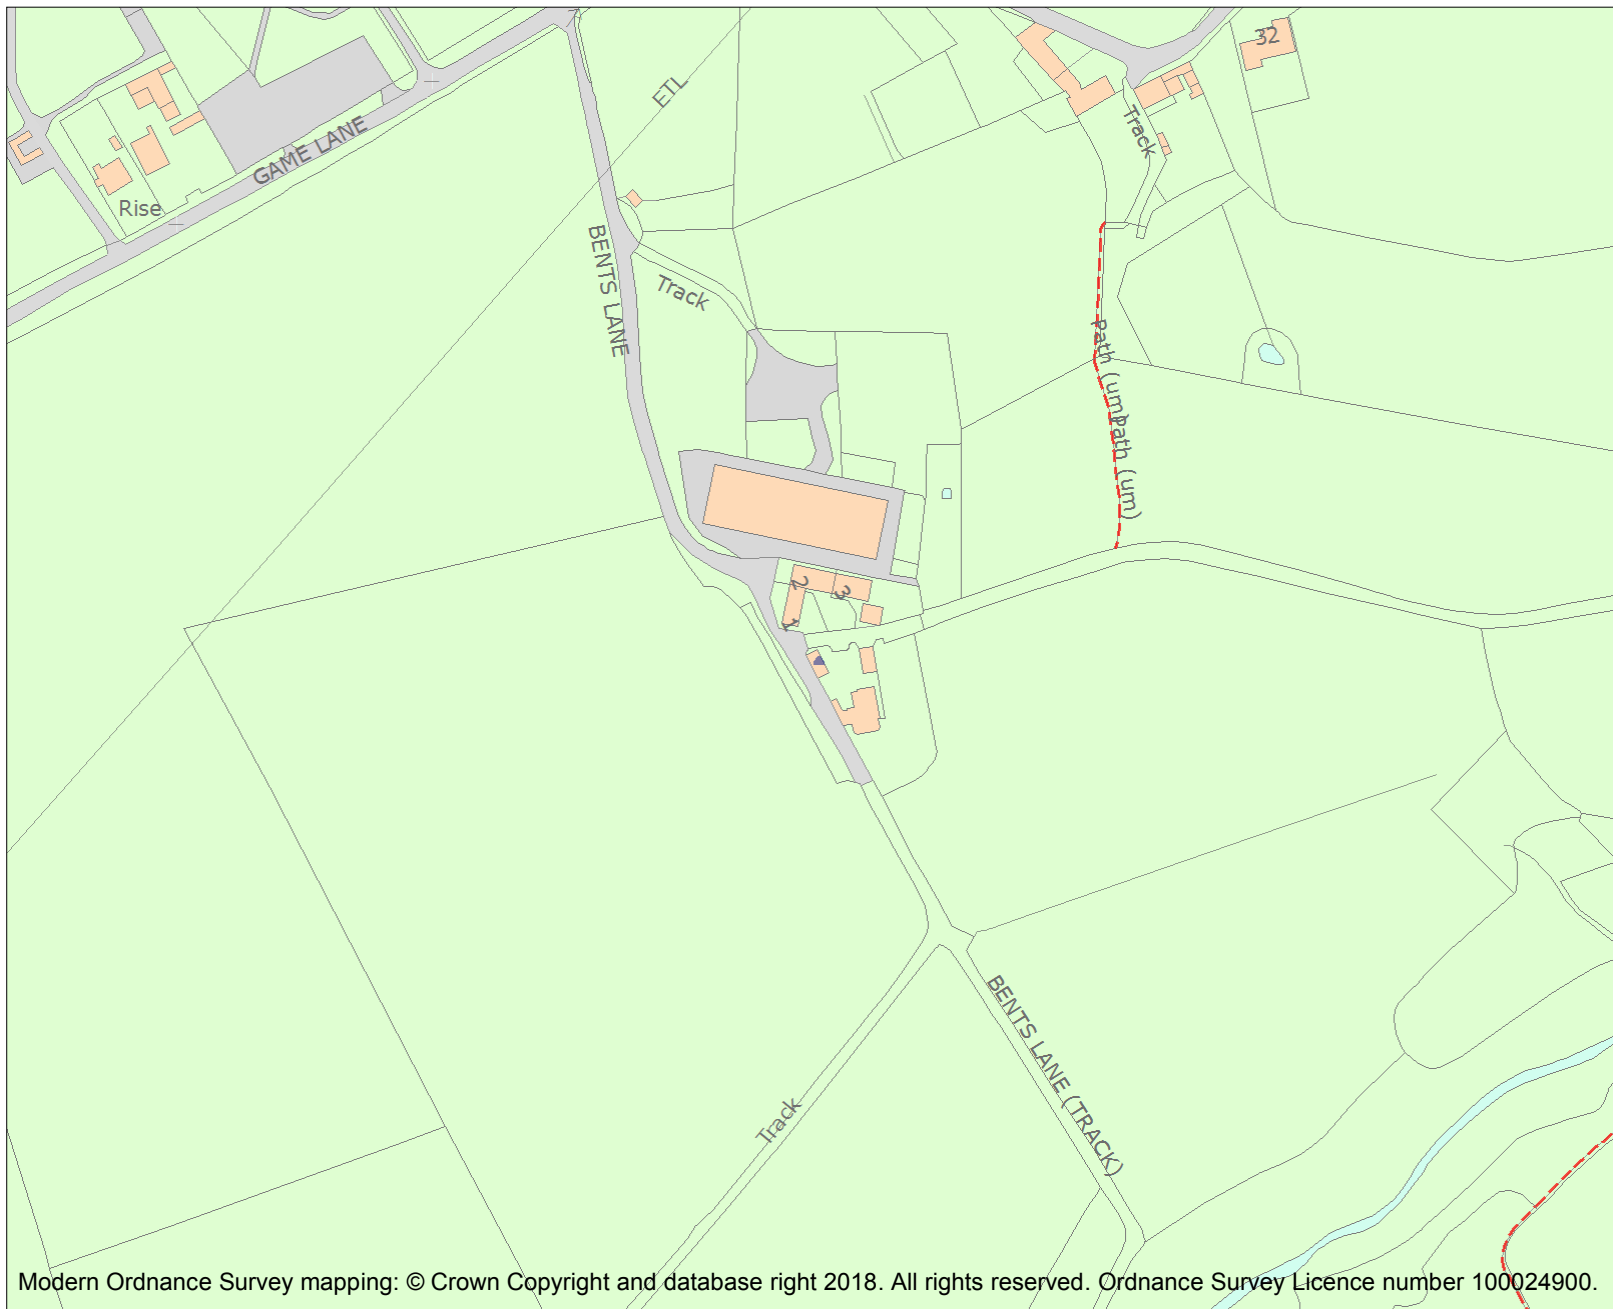 32
ETL
Track
GAME LANE
Rise
BENTS LANE
Track
Path (um)
Path (um)
2
3
1
BENTS LANE (TRACK)
Track
Modern Ordnance Survey mapping: © Crown Copyright and database right 2018. All rights reserved. Ordnance Survey Licence number 100024900.